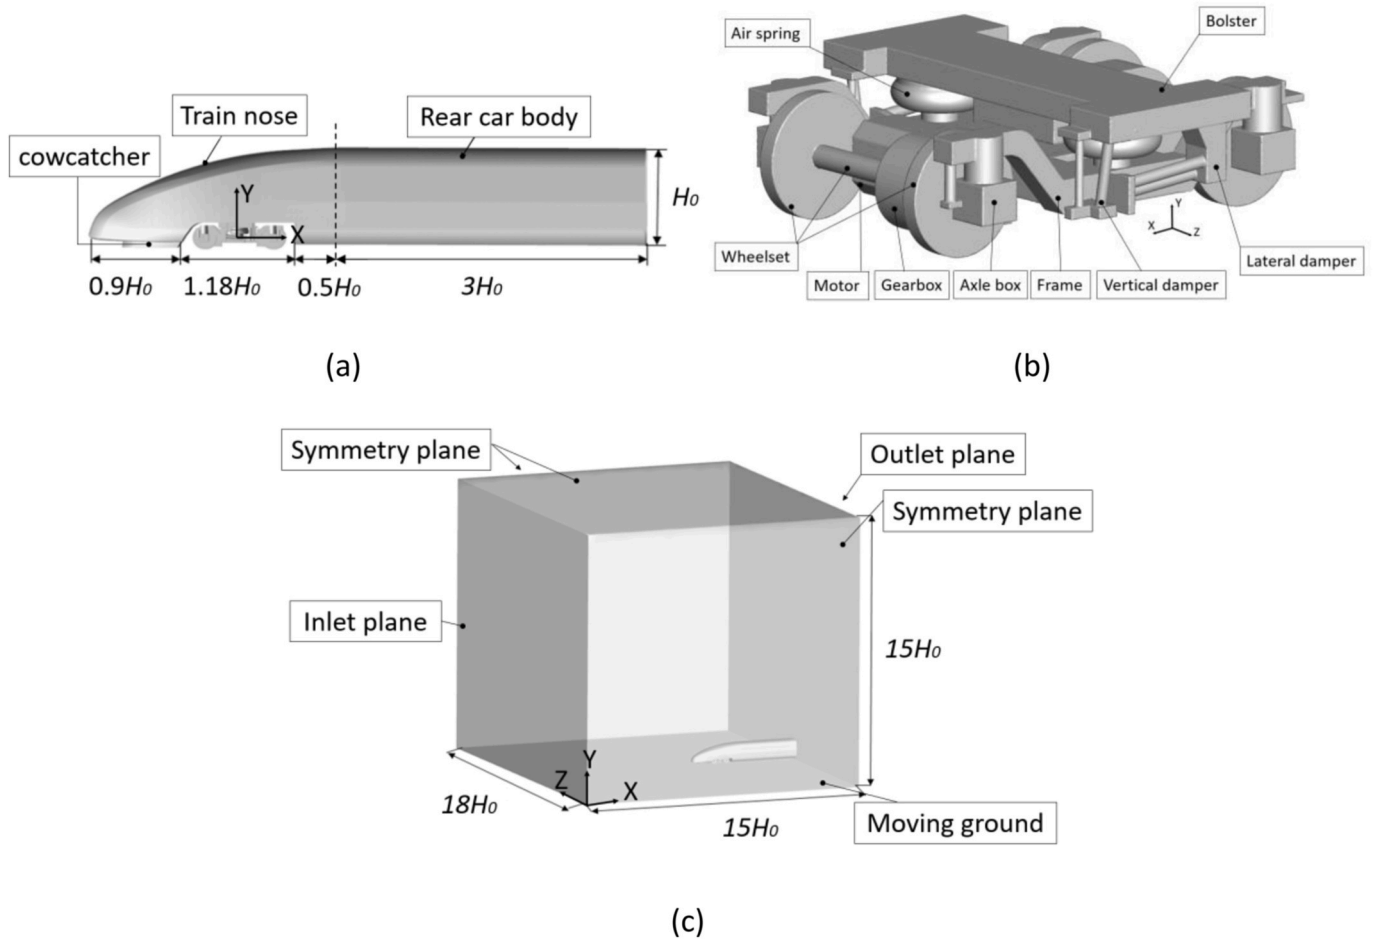 Train nose
Rear car body
cowcatcher
Y
X
H₀
0.9H₀
1.18H₀
0.5H₀
3H₀
(a)
Air spring
Bolster
Wheelset
Motor
Gearbox
Axle box
Frame
Vertical damper
Lateral damper
Y
X
Z
(b)
Symmetry plane
Outlet plane
Symmetry plane
Inlet plane
15H₀
Y
Z
X
18H₀
15H₀
Moving ground
(c)